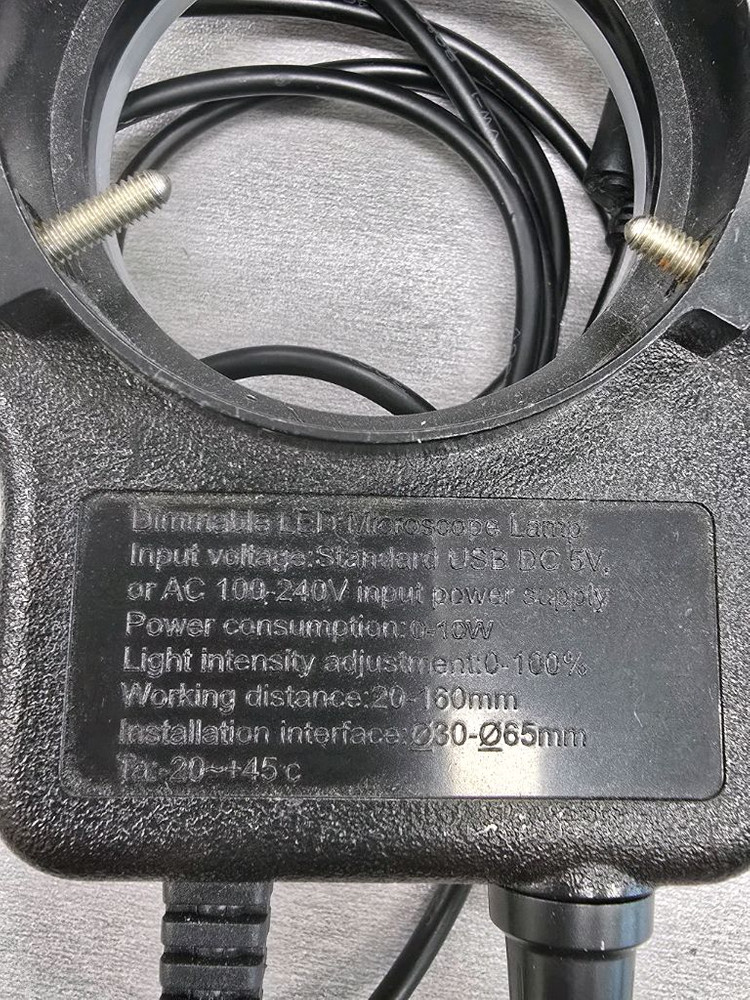 Dimmable LED Microscope Lamp
Input voltage:Standard USB DC 5V,
or AC 100-240V input power supply
Power consumption:0-10W
Light intensity adjustment:0-100%
Working distance:20-160mm
Installation interface:Ø30-Ø65mm
Ta:-20~+45°c